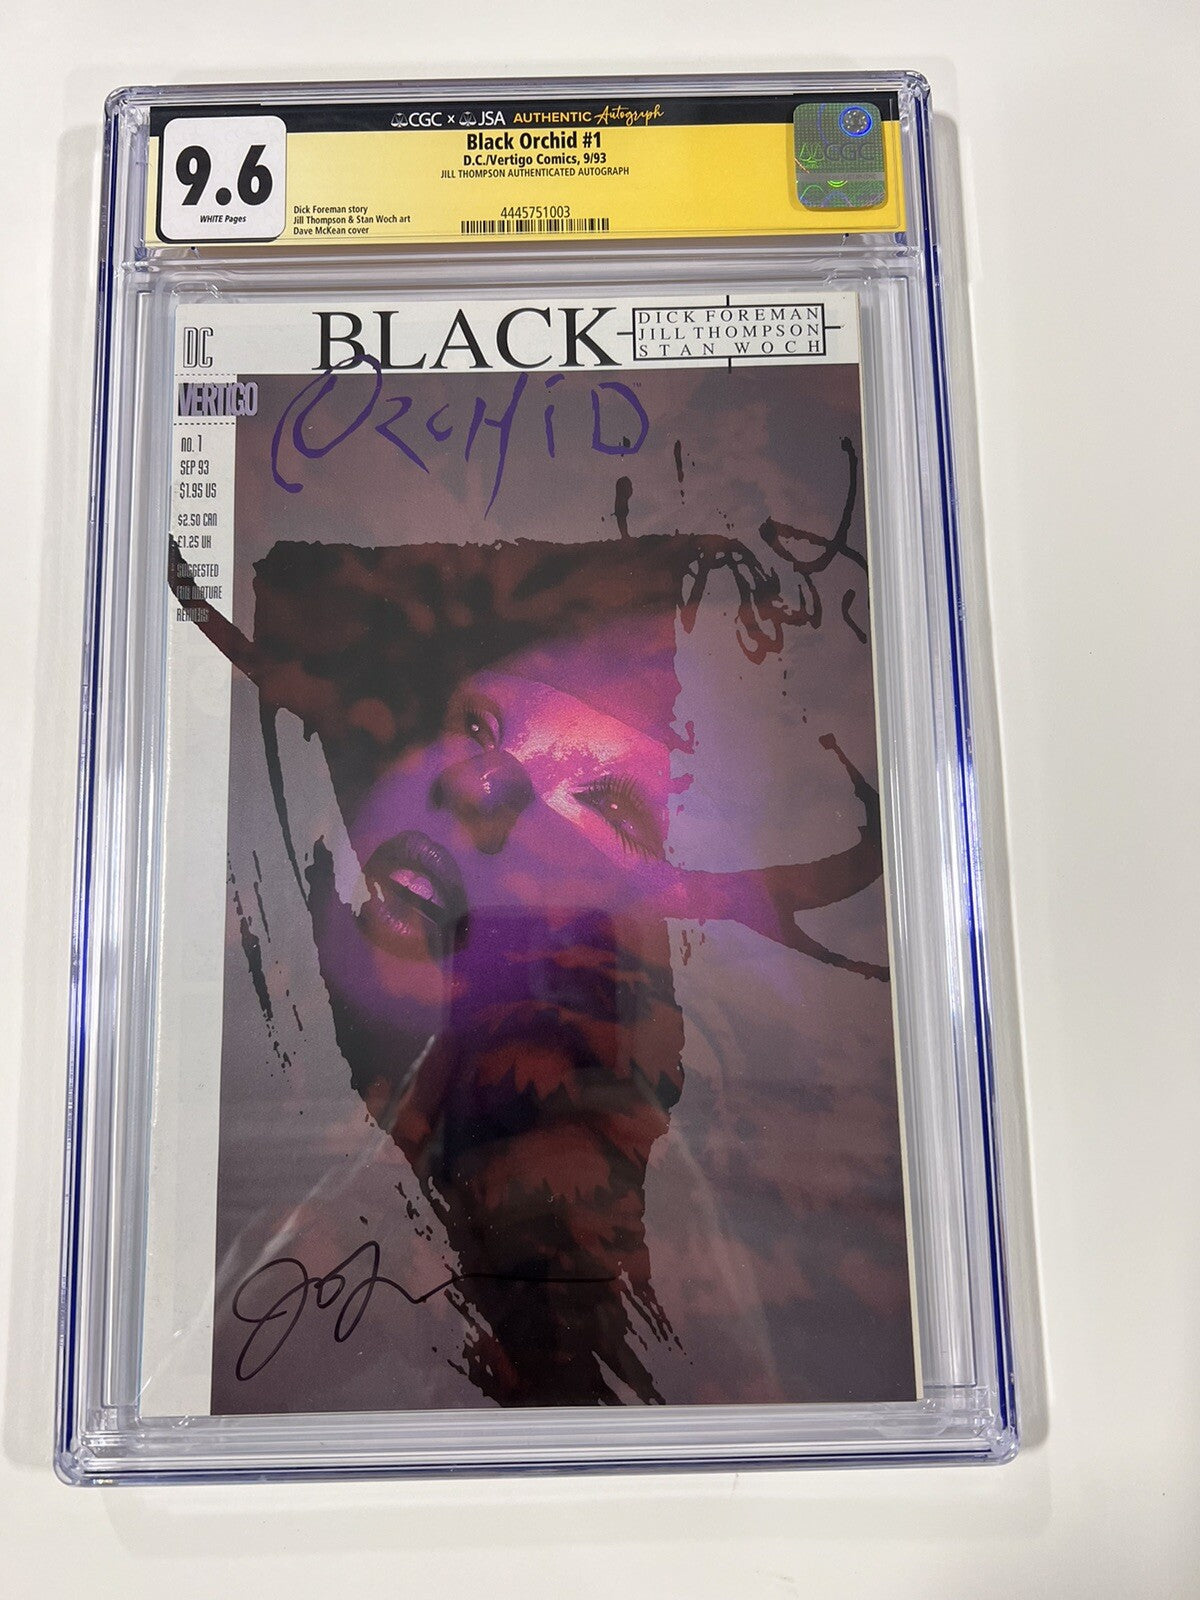 CGC x JSA AUTHENTIC Autograph
9.6
WHITE Pages
Black Orchid #1
D.C./Vertigo Comics, 9/93
JILL THOMPSON AUTHENTICATED AUTOGRAPH
Dick Foreman story
Jill Thompson & Stan Woch art
Dave McKean cover
4445751003
CGC
DC
VERTIGO
BLACK
ORCHID
TM
DICK FOREMAN
JILL THOMPSON
STAN WOCH
NO. 1
SEP 93
$1.95 US
$2.50 CAN
£1.25 UK
SUGGESTED
FOR MATURE
READERS